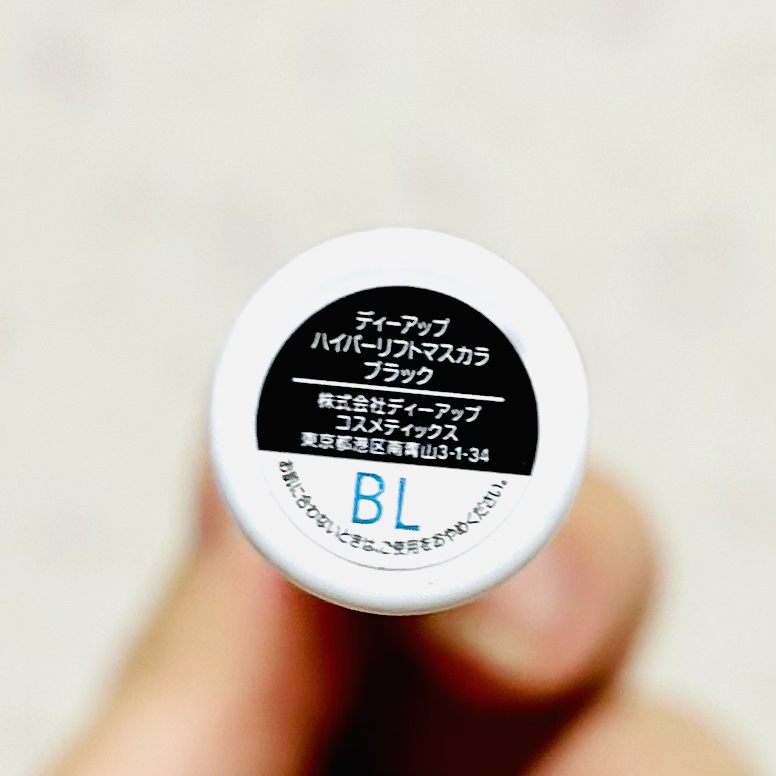 ディーアップ
ハイパーリフトマスカラ
ブラック
株式会社ディーアップ
コスメティックス
東京都港区南青山3-1-34
BL
お肌に合わないときは、ご使用をおやめください。